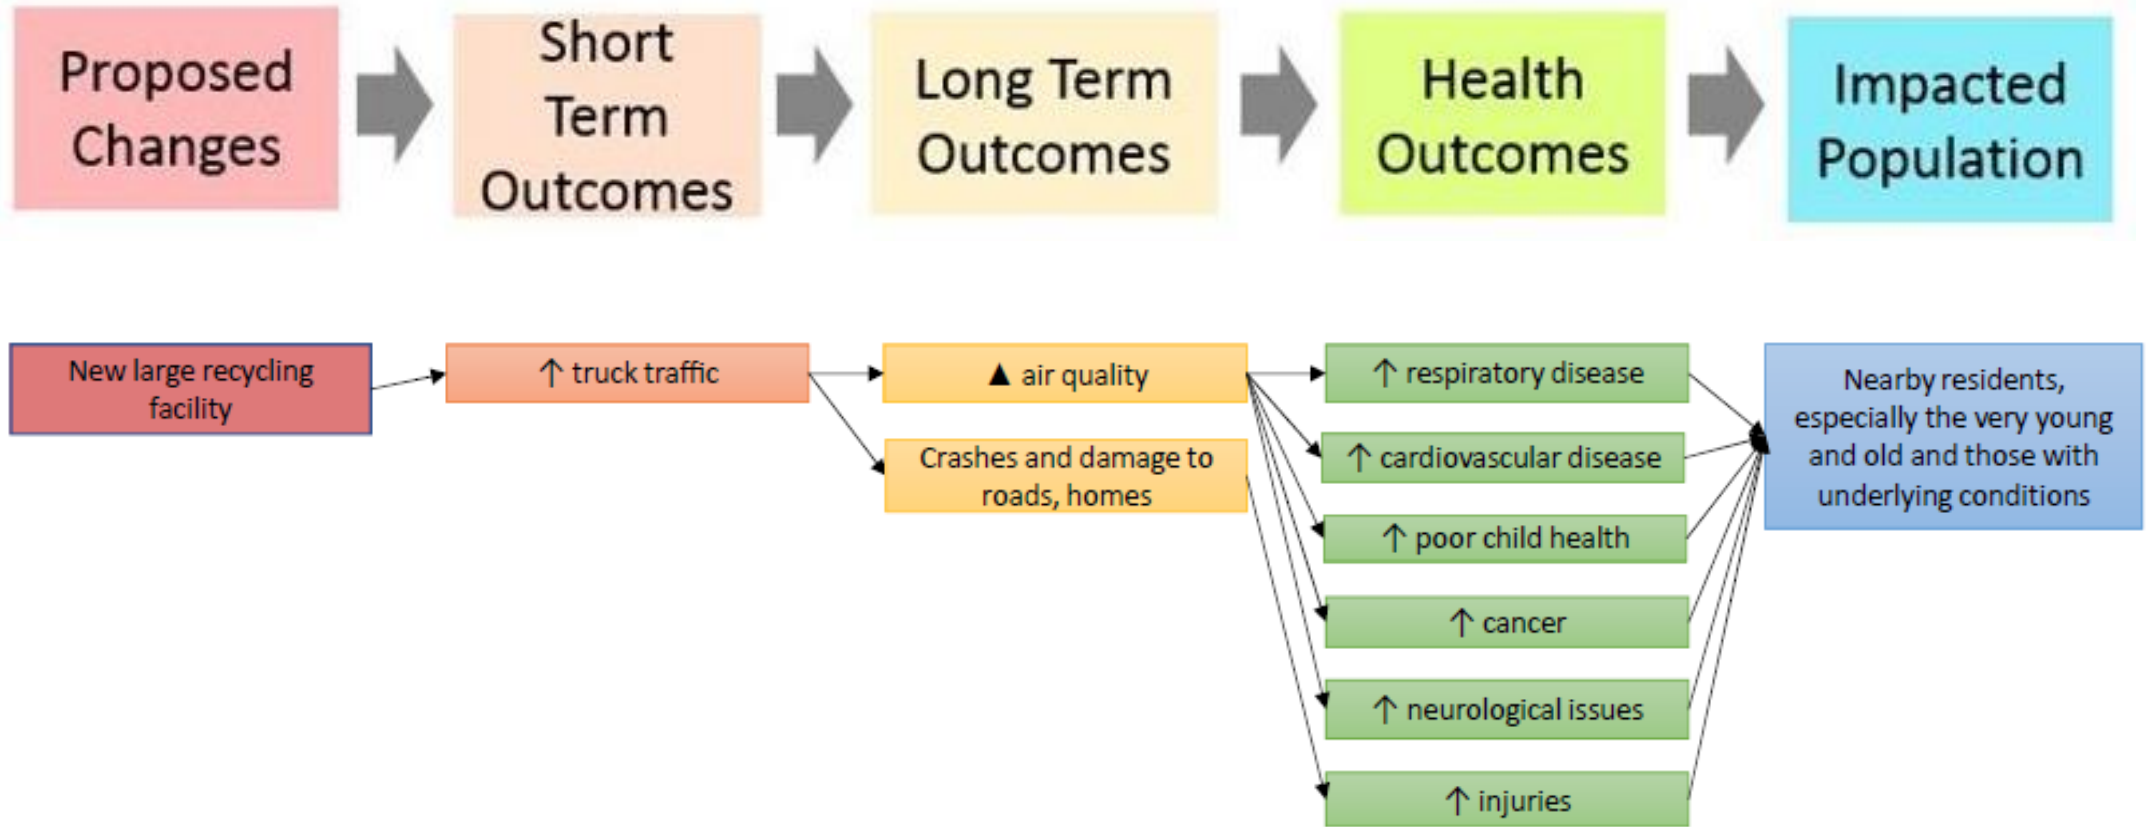 Proposed
Changes
Short
Term
Outcomes
Long Term
Outcomes
Health
Outcomes
Impacted
Population
New large recycling
facility
↑ truck traffic
▲ air quality
Crashes and damage to
roads, homes
↑ respiratory disease
↑ cardiovascular disease
↑ poor child health
↑ cancer
↑ neurological issues
↑ injuries
Nearby residents,
especially the very young
and old and those with
underlying conditions